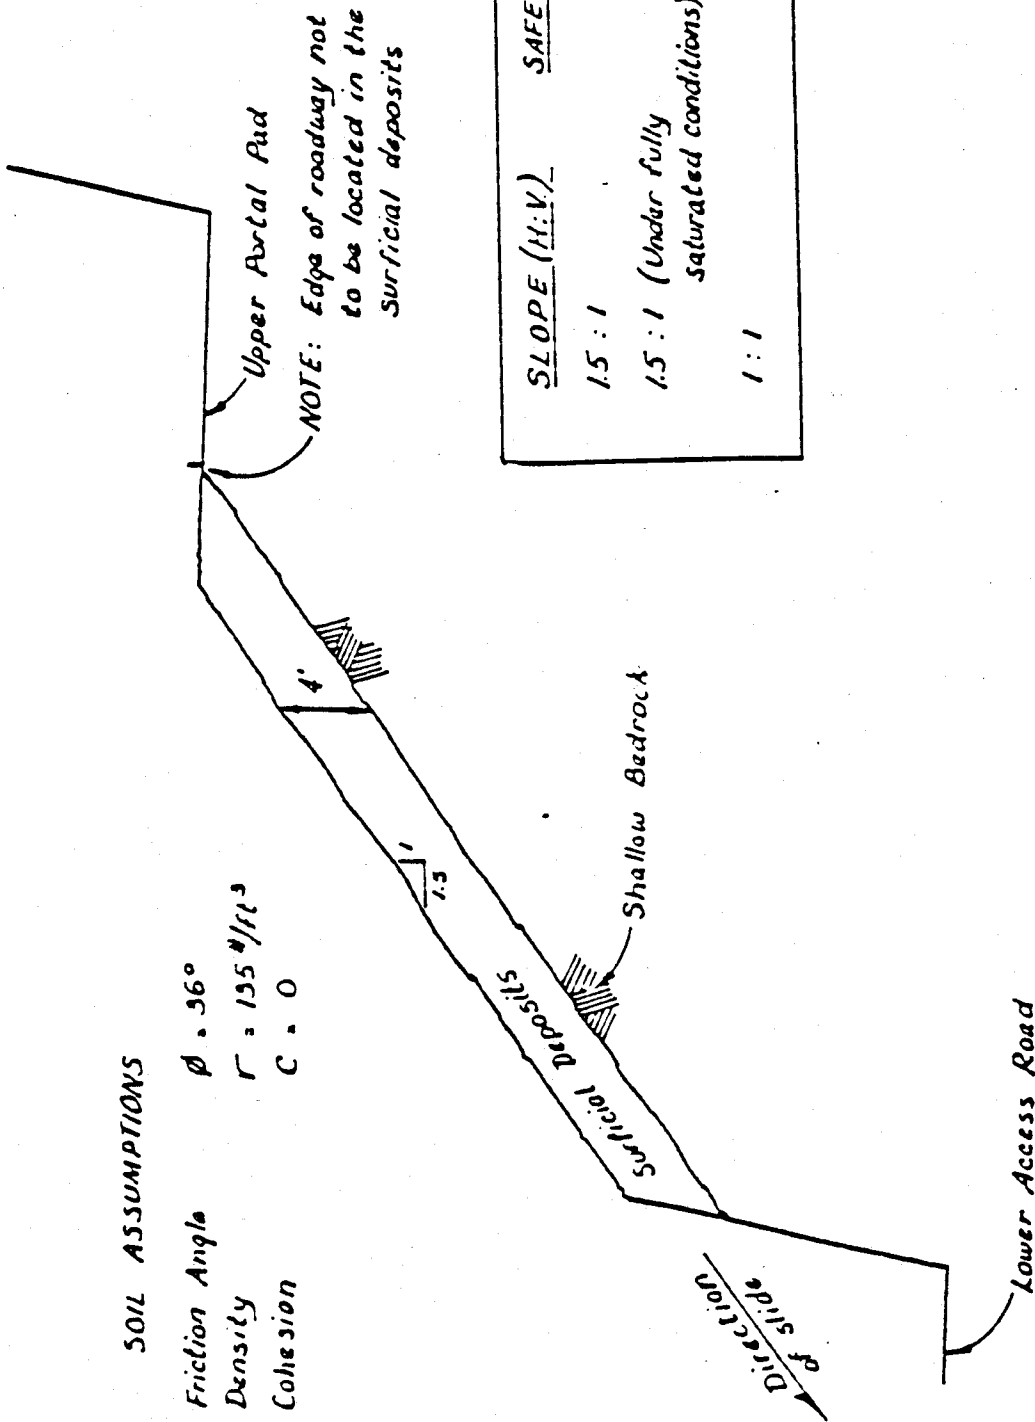 SOIL ASSUMPTIONS
Friction Angle ø = 36°
Density r = 135 #/ft³
Cohesion C = 0
Upper Portal Pad
NOTE: Edge of roadway not
to be located in the
surficial deposits
4'
1
1.5
Surficial Deposits
Shallow Bedrock
Direction
of slide
Lower Access Road
SLOPE (H:V.) SAFE
1.5 : 1
1.5 : 1 (Under fully
saturated conditions)
1 : 1